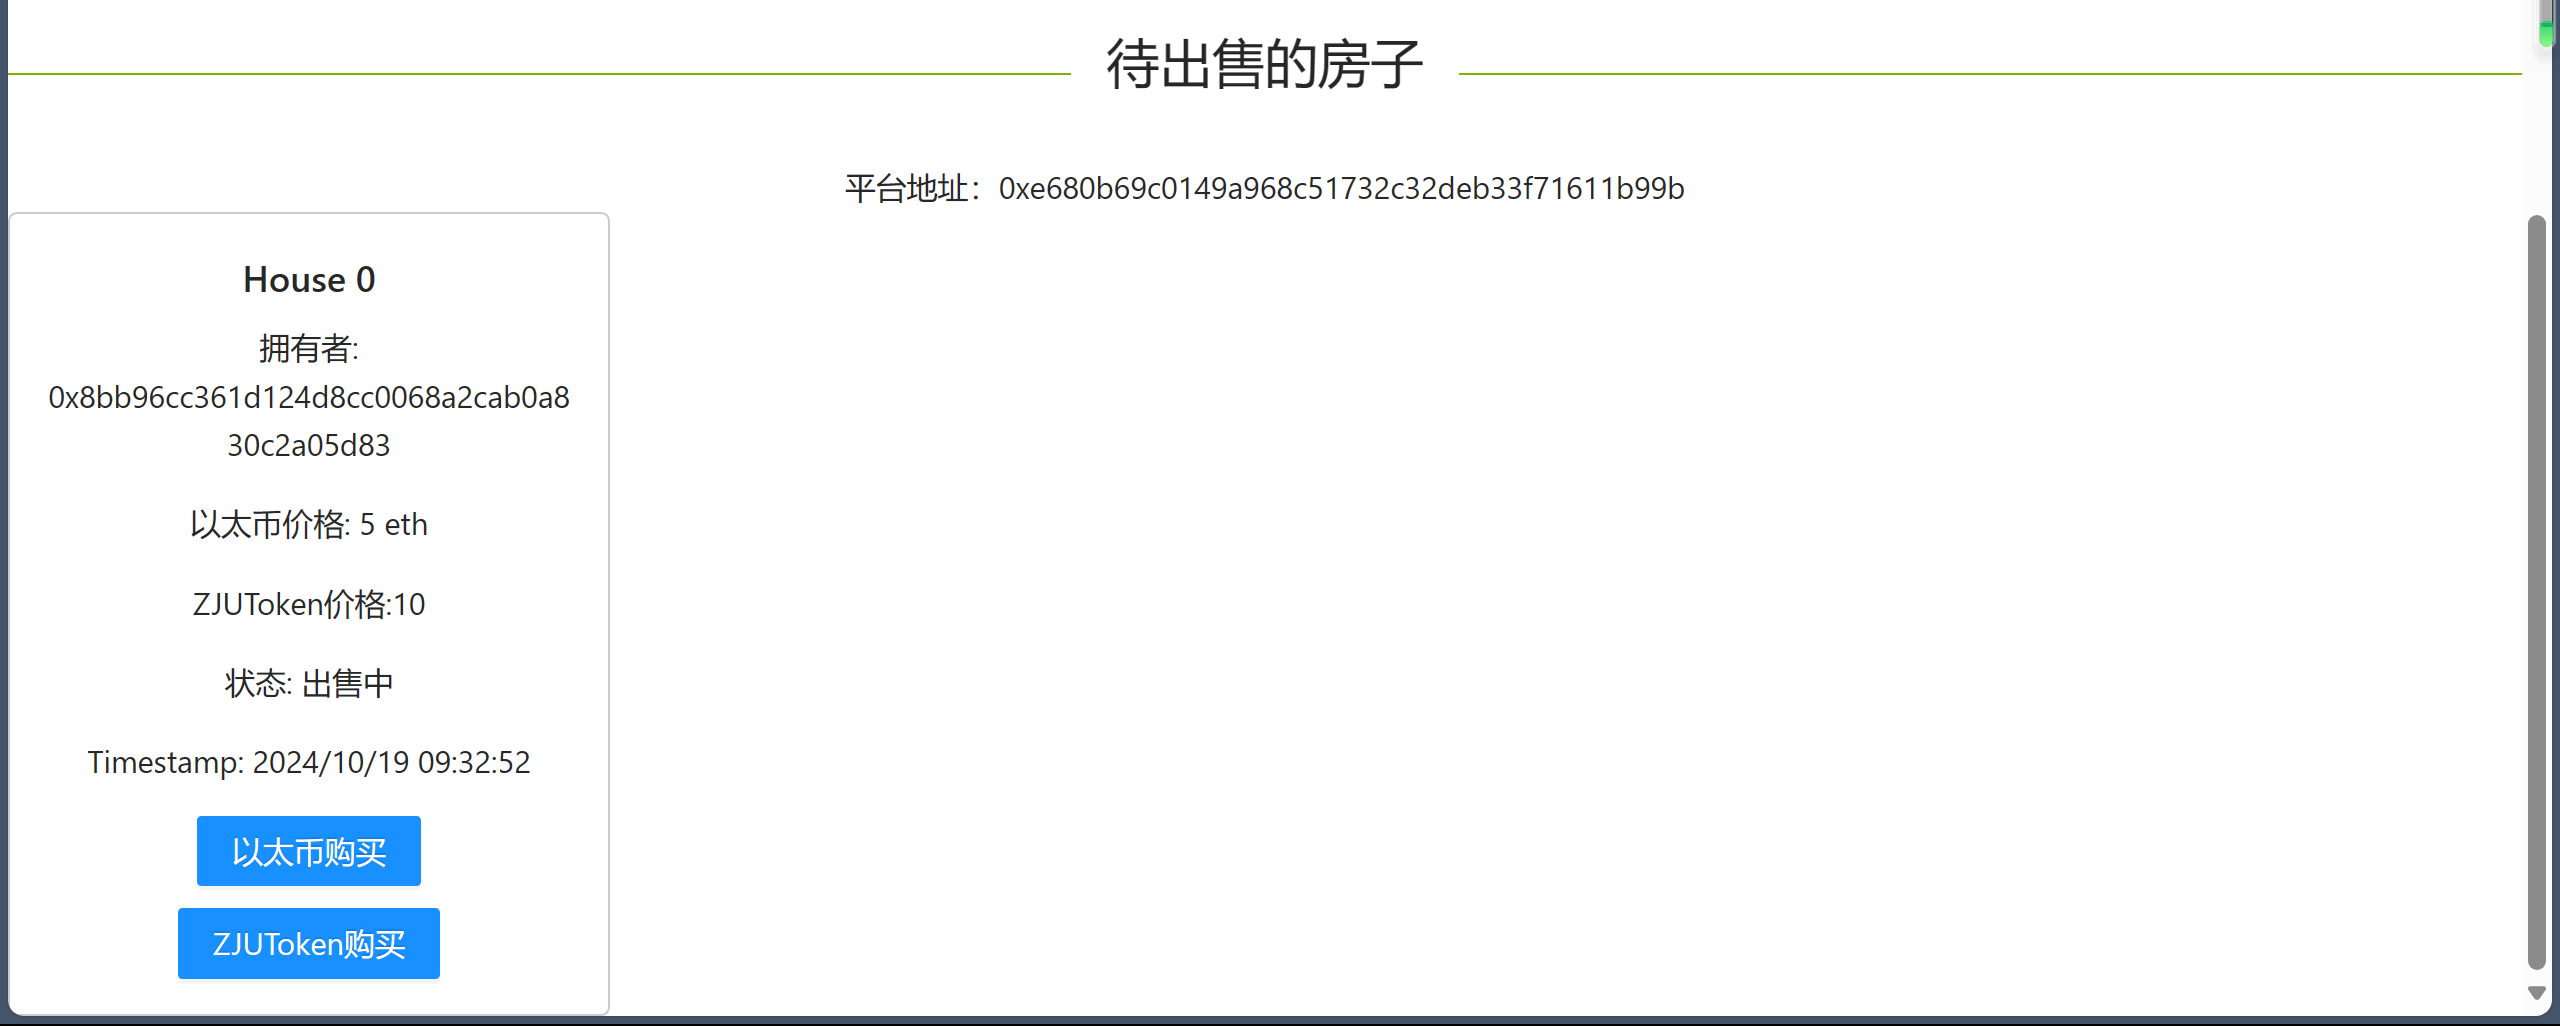 待出售的房子
平台地址：0xe680b69c0149a968c51732c32deb33f71611b99b
House 0
拥有者:
0x8bb96cc361d124d8cc0068a2cab0a8
30c2a05d83
以太币价格: 5 eth
ZJUToken价格:10
状态: 出售中
Timestamp: 2024/10/19 09:32:52
以太币购买
ZJUToken购买